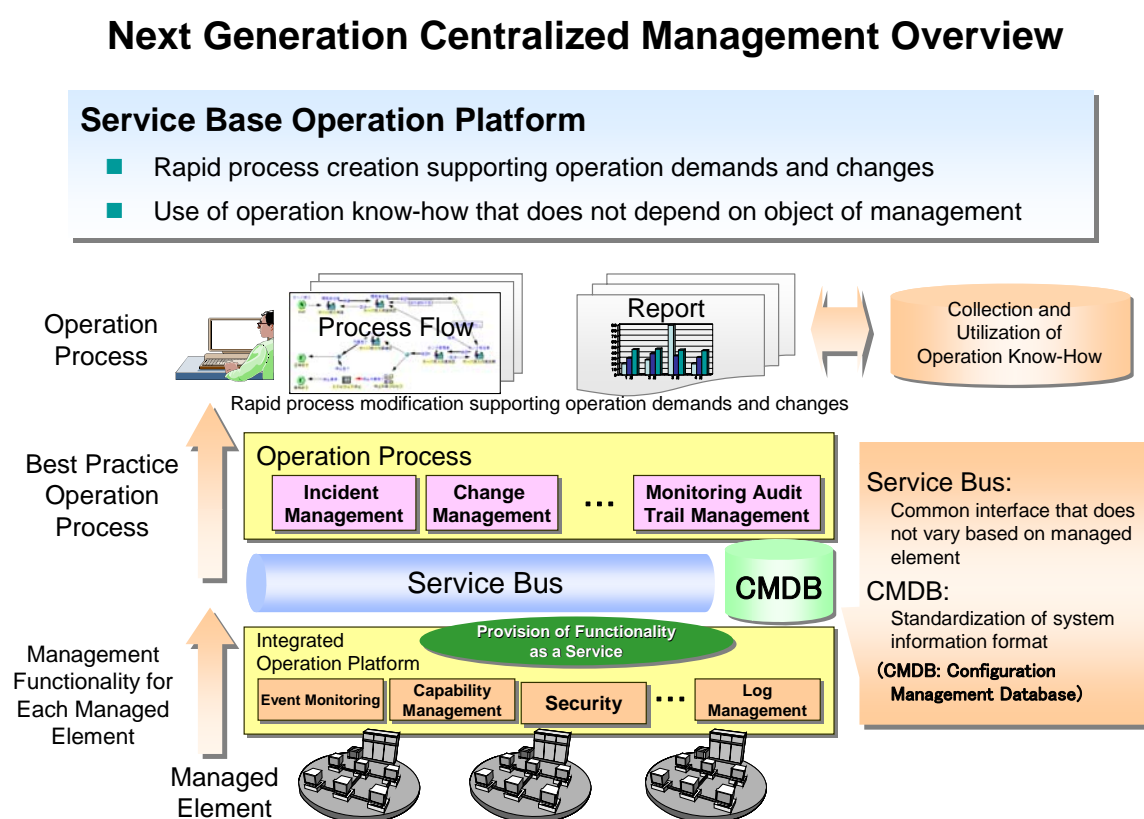 Next Generation Centralized Management Overview
Service Base Operation Platform
Rapid process creation supporting operation demands and changes
Use of operation know-how that does not depend on object of management
Operation
Process
Process Flow
Report
Collection and
Utilization of
Operation Know-How
Rapid process modification supporting operation demands and changes
Best Practice
Operation
Process
Operation Process
Incident
Management
Change
Management
...
Monitoring Audit
Trail Management
Service Bus
CMDB
Service Bus:
Common interface that does
not vary based on managed
element
CMDB:
Standardization of system
information format
(CMDB: Configuration
Management Database)
Management
Functionality for
Each Managed
Element
Integrated
Operation Platform
Provision of Functionality
as a Service
Event Monitoring
Capability
Management
Security
...
Log
Management
Managed
Element